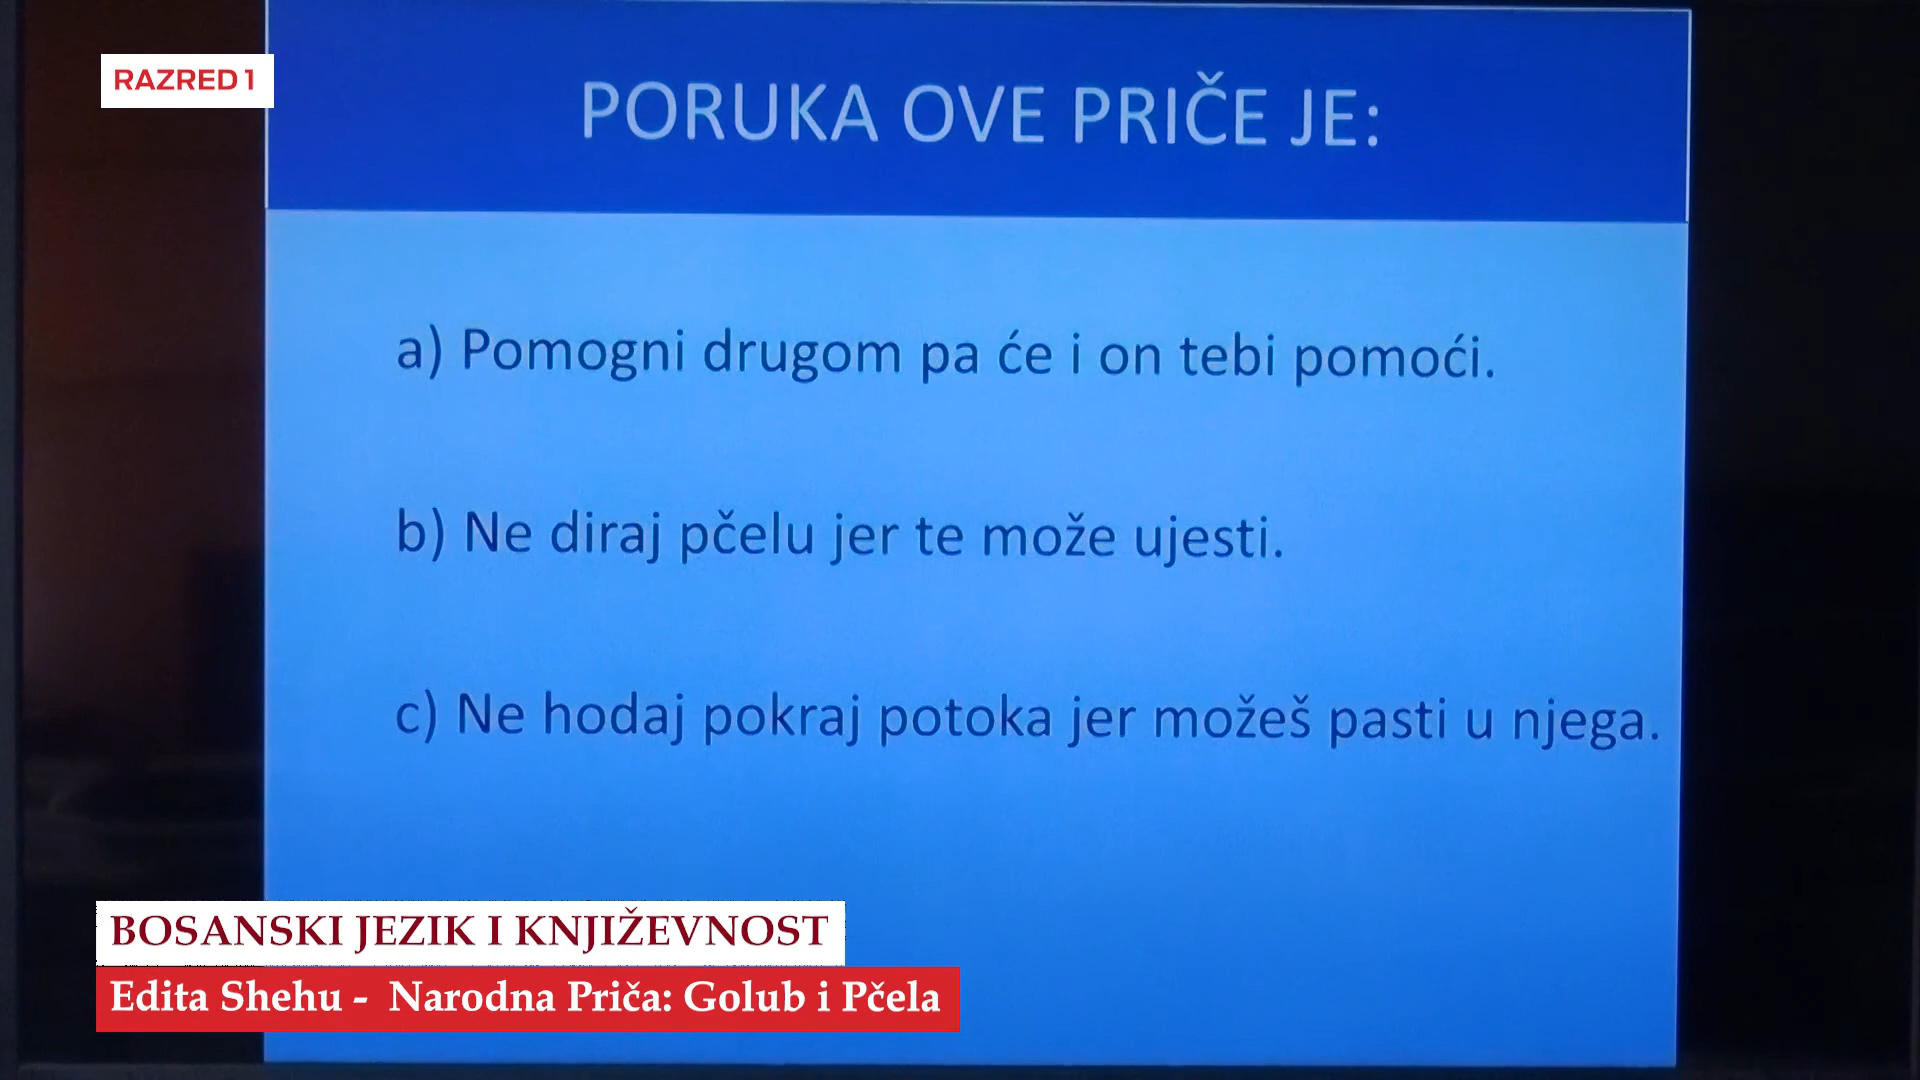 RAZRED 1
PORUKA OVE PRIČE JE:
a) Pomogni drugom pa će i on tebi pomoći.
b) Ne diraj pčelu jer te može ujesti.
c) Ne hodaj pokraj potoka jer možeš pasti u njega.
BOSANSKI JEZIK I KNJIŽEVNOST
Edita Shehu - Narodna Priča: Golub i Pčela